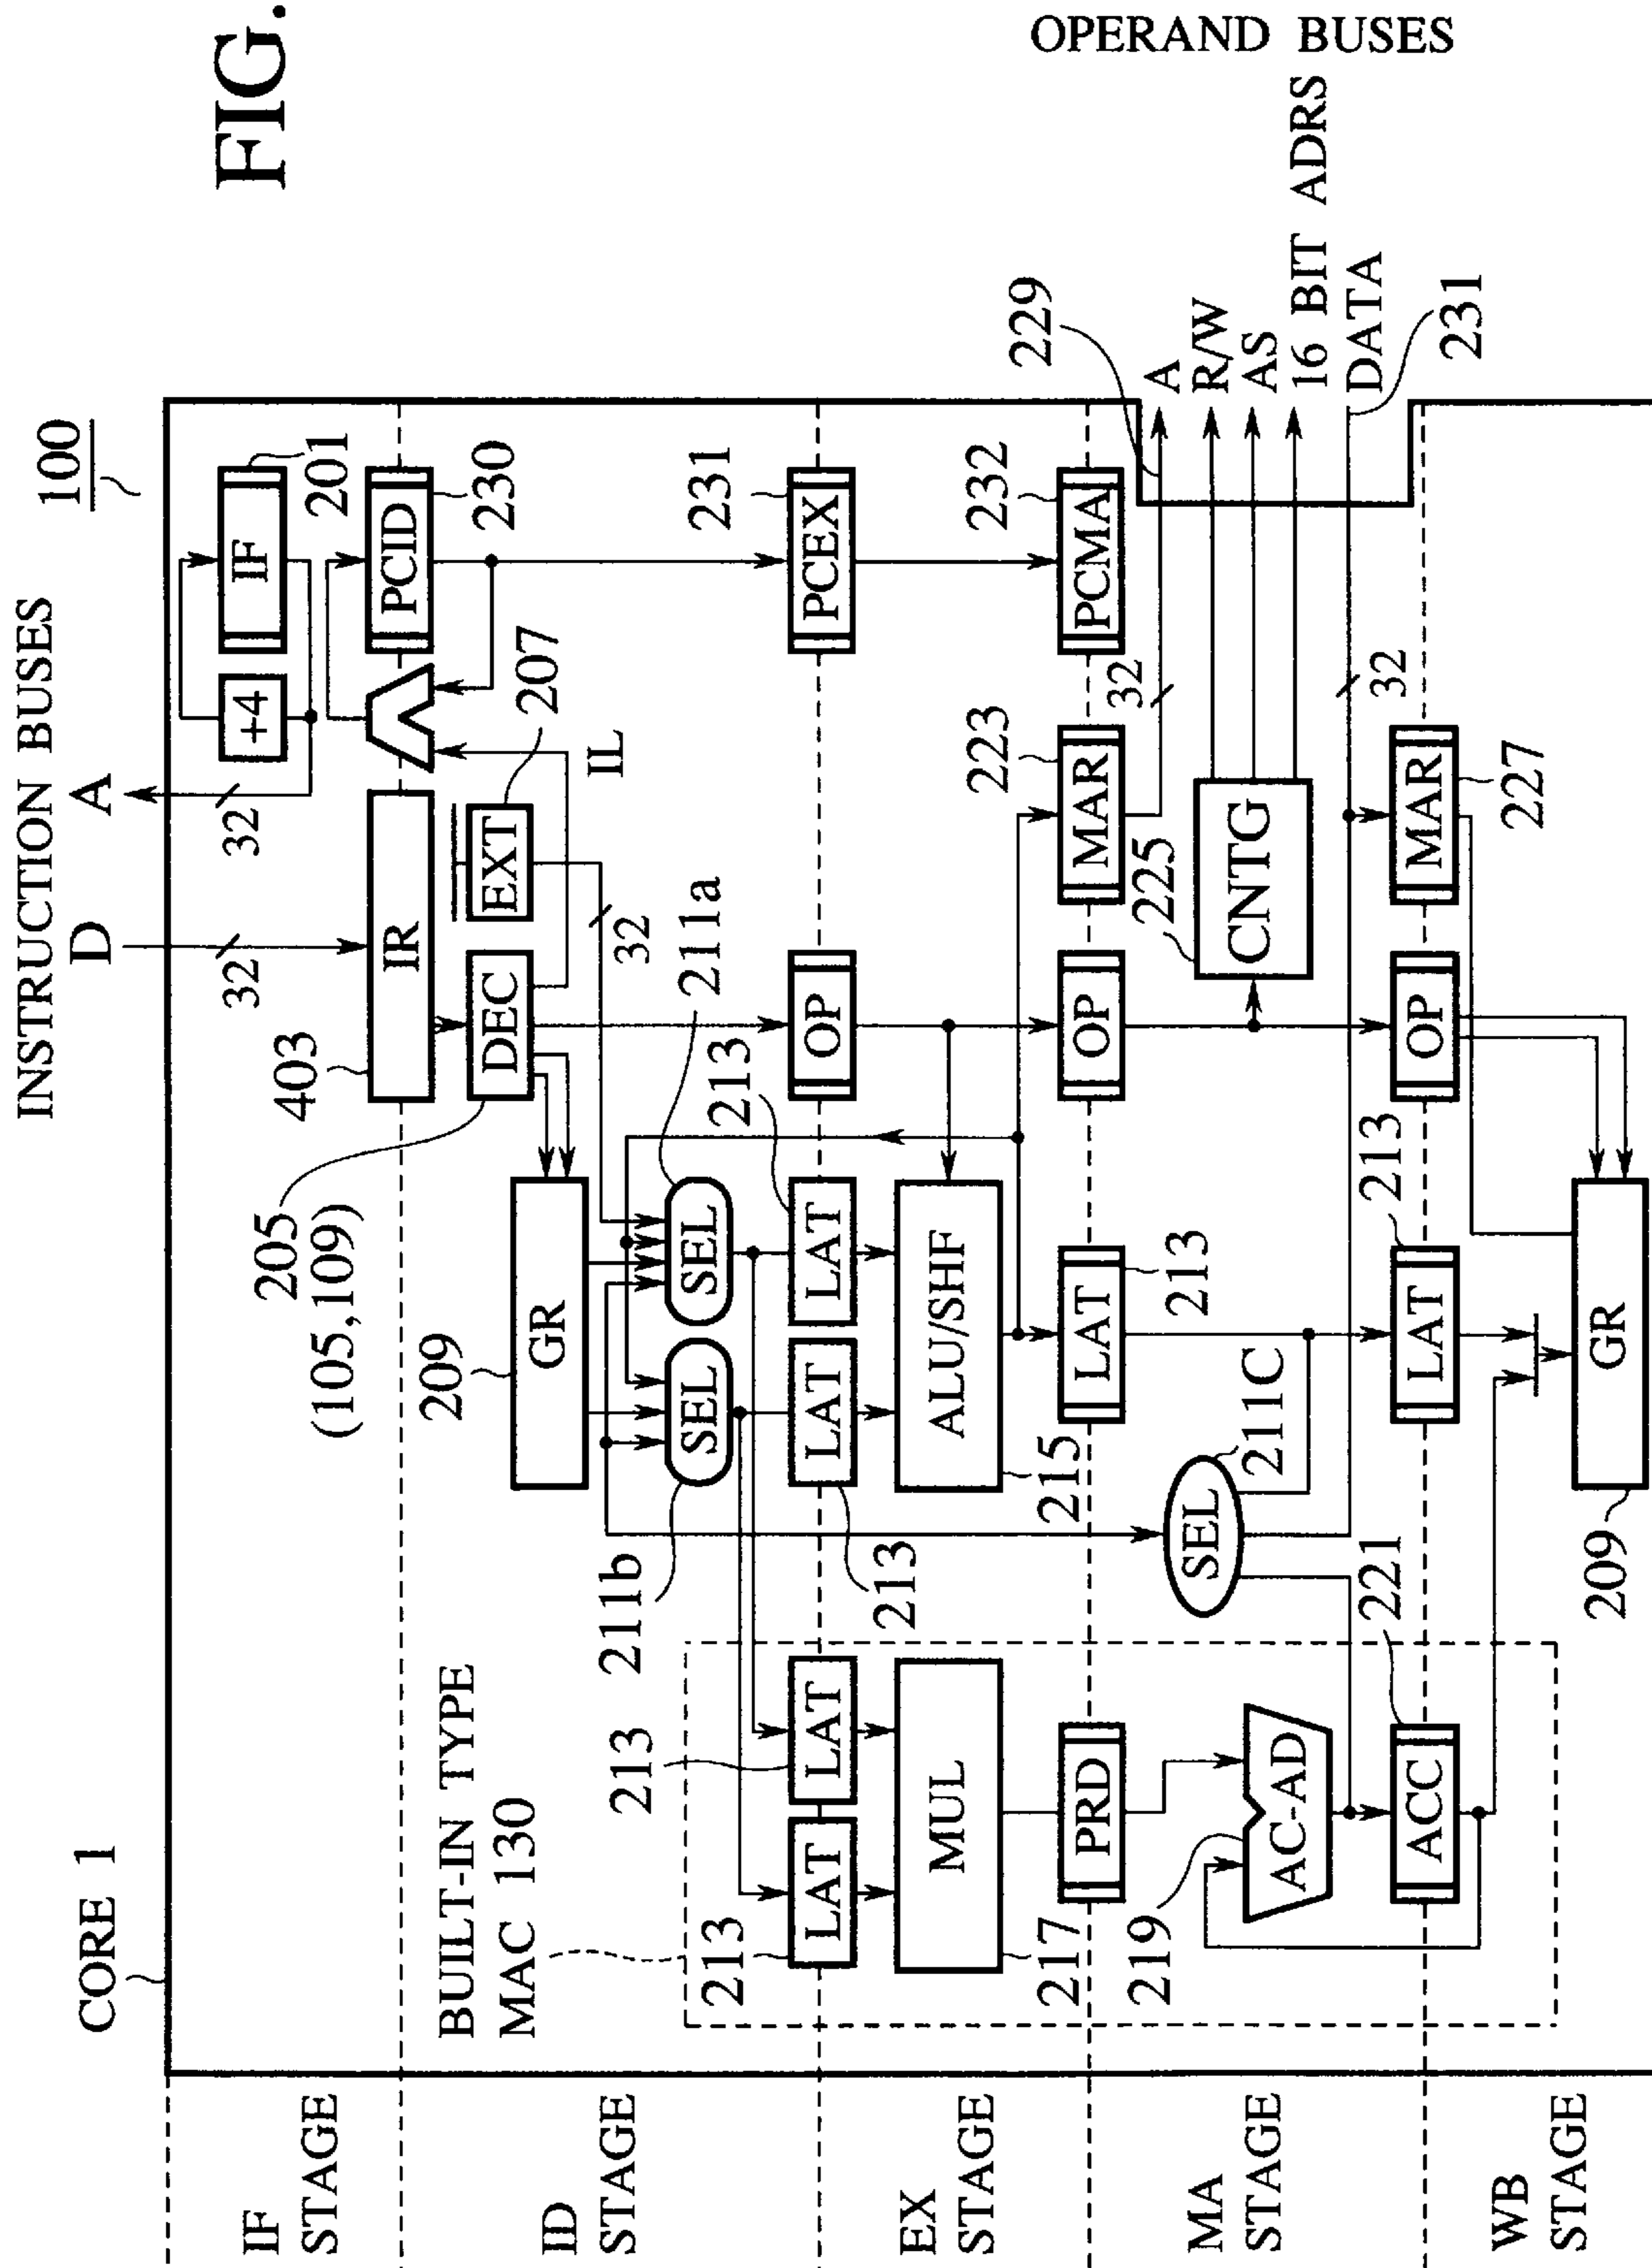 FIG.
100
CORE 1
INSTRUCTION BUSES
D A
32
32
IF STAGE
+4
IF
201
403
IR
PCID
230
ID STAGE
205
(105,109)
DEC
EXT
207
IL
32
209
GR
211a
211b
SEL
SEL
BUILT-IN TYPE
MAC 130
213
LAT
213
LAT
213
LAT
213
LAT
OP
PCEX
231
EX STAGE
MUL
ALU/SHF
215
217
PRD
LAT
213
OP
223
MAR
232
PCMA
MA STAGE
219
AC-AD
SEL
211C
225
CNTG
32
229
A
R/W
AS
16 BIT ADRS
DATA
OPERAND BUSES
231
32
221
ACC
213
LAT
OP
MAR
227
WB STAGE
209
GR